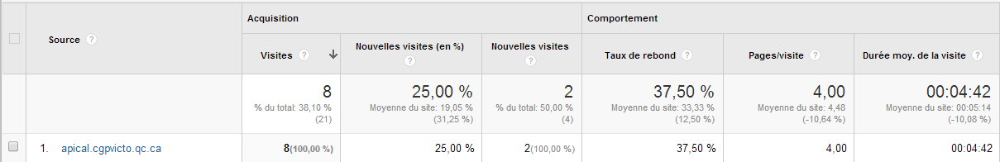 Source ?
Acquisition
Comportement
Visites ?
Nouvelles visites (en %) ?
Nouvelles visites ?
Taux de rebond ?
Pages/visite ?
Durée moy. de la visite ?
8
% du total: 38,10 %
(21)
25,00 %
Moyenne du site: 19,05 %
(31,25 %)
2
% du total: 50,00 %
(4)
37,50 %
Moyenne du site: 33,33 %
(12,50 %)
4,00
Moyenne du site: 4,48
(-10,64 %)
00:04:42
Moyenne du site: 00:05:14
(-10,08 %)
1. apical.cgpvicto.qc.ca 8(100,00 %) 25,00 % 2(100,00 %) 37,50 % 4,00 00:04:42